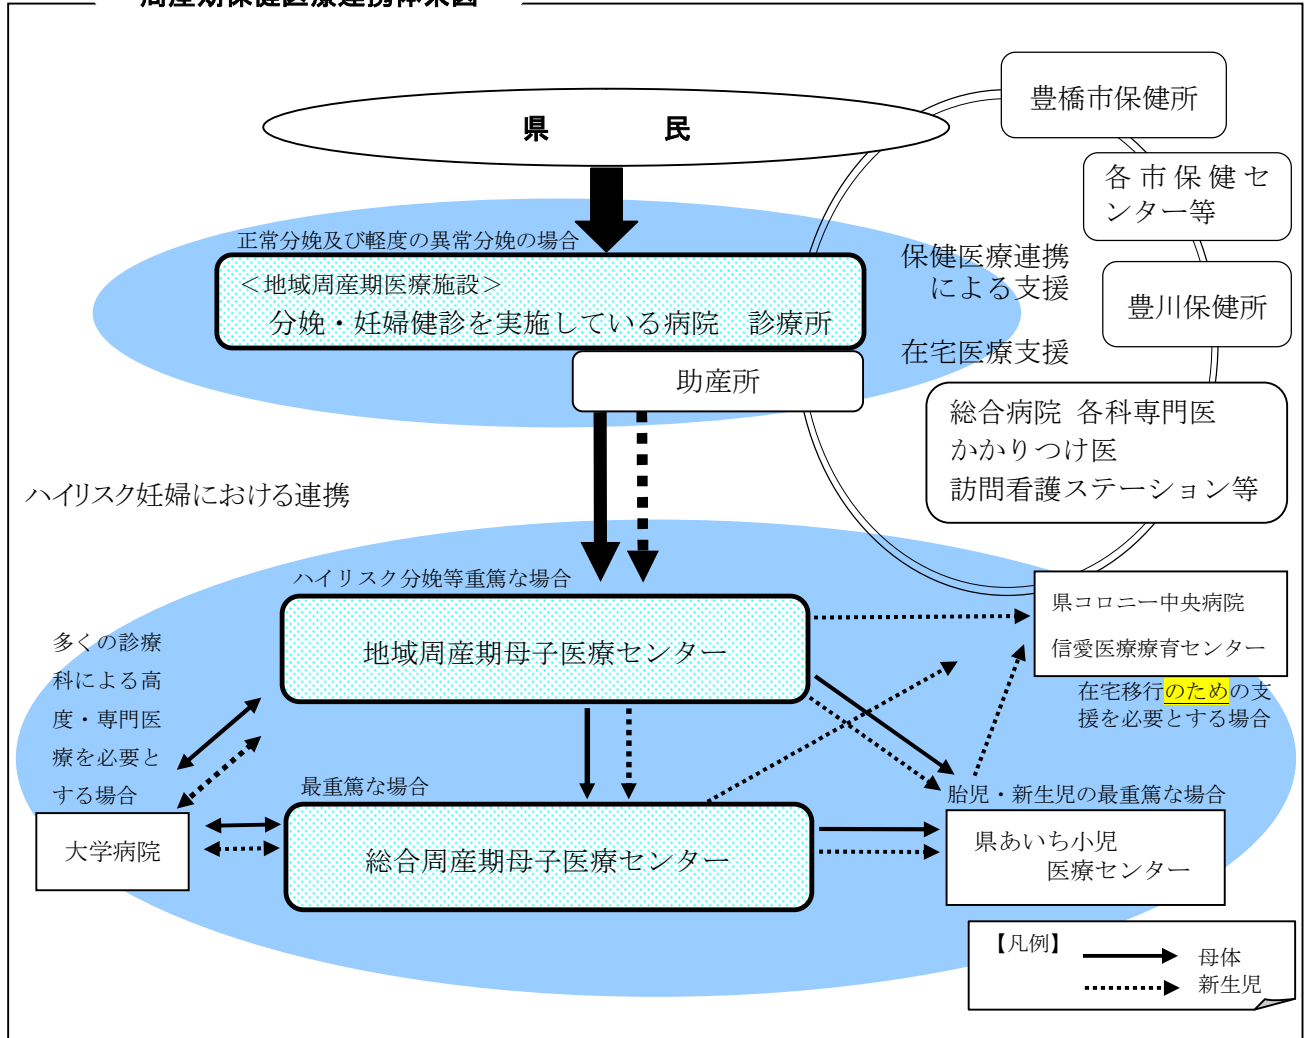 周産期保健医療連携体系図
県　民
豊橋市保健所
各市保健セ
ンター等
豊川保健所
正常分娩及び軽度の異常分娩の場合
＜地域周産期医療施設＞
分娩・妊婦健診を実施している病院　診療所
助産所
保健医療連携
による支援
在宅医療支援
総合病院 各科専門医
かかりつけ医
訪問看護ステーション等
ハイリスク妊婦における連携
ハイリスク分娩等重篤な場合
地域周産期母子医療センター
県コロニー中央病院
信愛医療療育センター
在宅移行のための支
援を必要とする場合
多くの診療
科による高
度・専門医
療を必要と
する場合
大学病院
最重篤な場合
総合周産期母子医療センター
胎児・新生児の最重篤な場合
県あいち小児
医療センター
【凡例】
母体
新生児